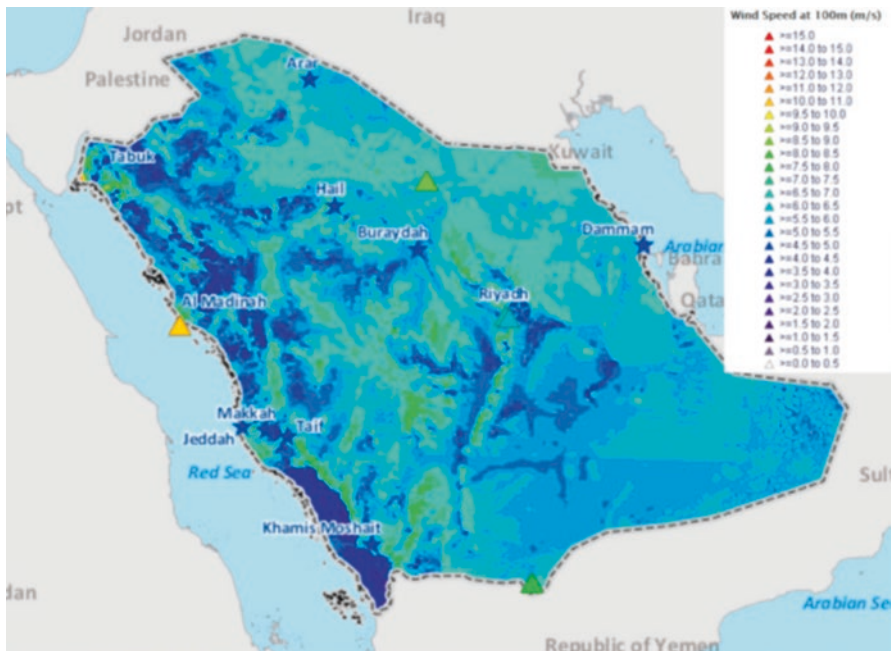 Iraq
Jordan
Palestine
Arar
Kuwait
Tabuk
Hail
Buraydah
Dammam
Arabian
Bahra
Qata
Riyadh
Al Madinah
Makkah
Taif
Jeddah
Red Sea
Sult
Khamis Moshait
dan
Arabian Se
Republic of Yemen
pt
Wind Speed at 100m (m/s)
>=15.0
>=14.0 to 15.0
>=13.0 to 14.0
>=12.0 to 13.0
>=11.0 to 12.0
>=10.0 to 11.0
>=9.5 to 10.0
>=9.0 to 9.5
>=8.5 to 9.0
>=8.0 to 8.5
>=7.5 to 8.0
>=7.0 to 7.5
>=6.5 to 7.0
>=6.0 to 6.5
>=5.5 to 6.0
>=5.0 to 5.5
>=4.5 to 5.0
>=4.0 to 4.5
>=3.5 to 4.0
>=3.0 to 3.5
>=2.5 to 3.0
>=2.0 to 2.5
>=1.5 to 2.0
>=1.0 to 1.5
>=0.5 to 1.0
>=0.0 to 0.5